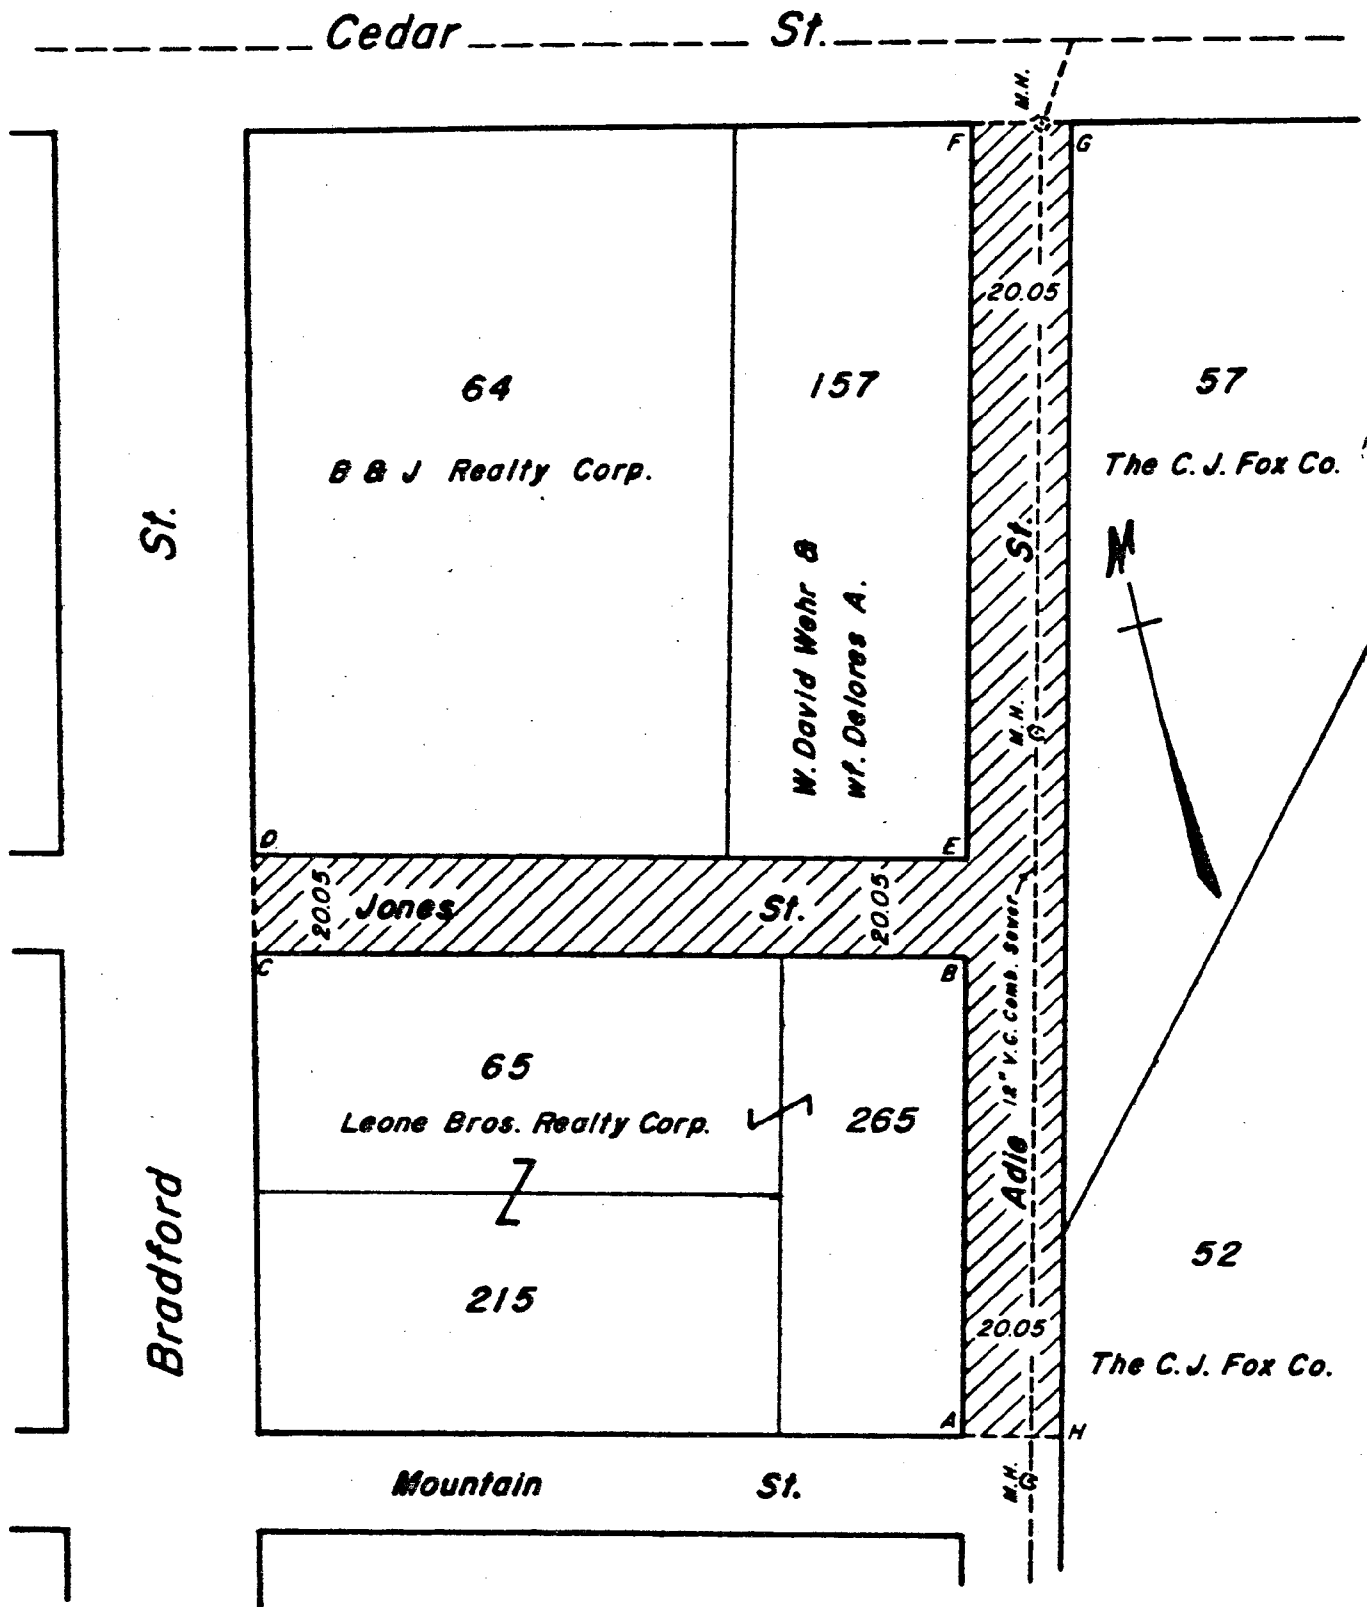 Cedar St.
M.H.
F
G
20.05
64
157
57
B & J Realty Corp.
The C. J. Fox Co.
St.
St.
N
W. David Wehr &
wf. Delores A.
M.H.
D
E
20.05
Jones St.
20.05
12" V.C. Comb. Sewer
C
B
65
Leone Bros. Realty Corp.
265
Adie
Bradford
52
215
20.05
The C. J. Fox Co.
A
H
Mountain St.
M.H.